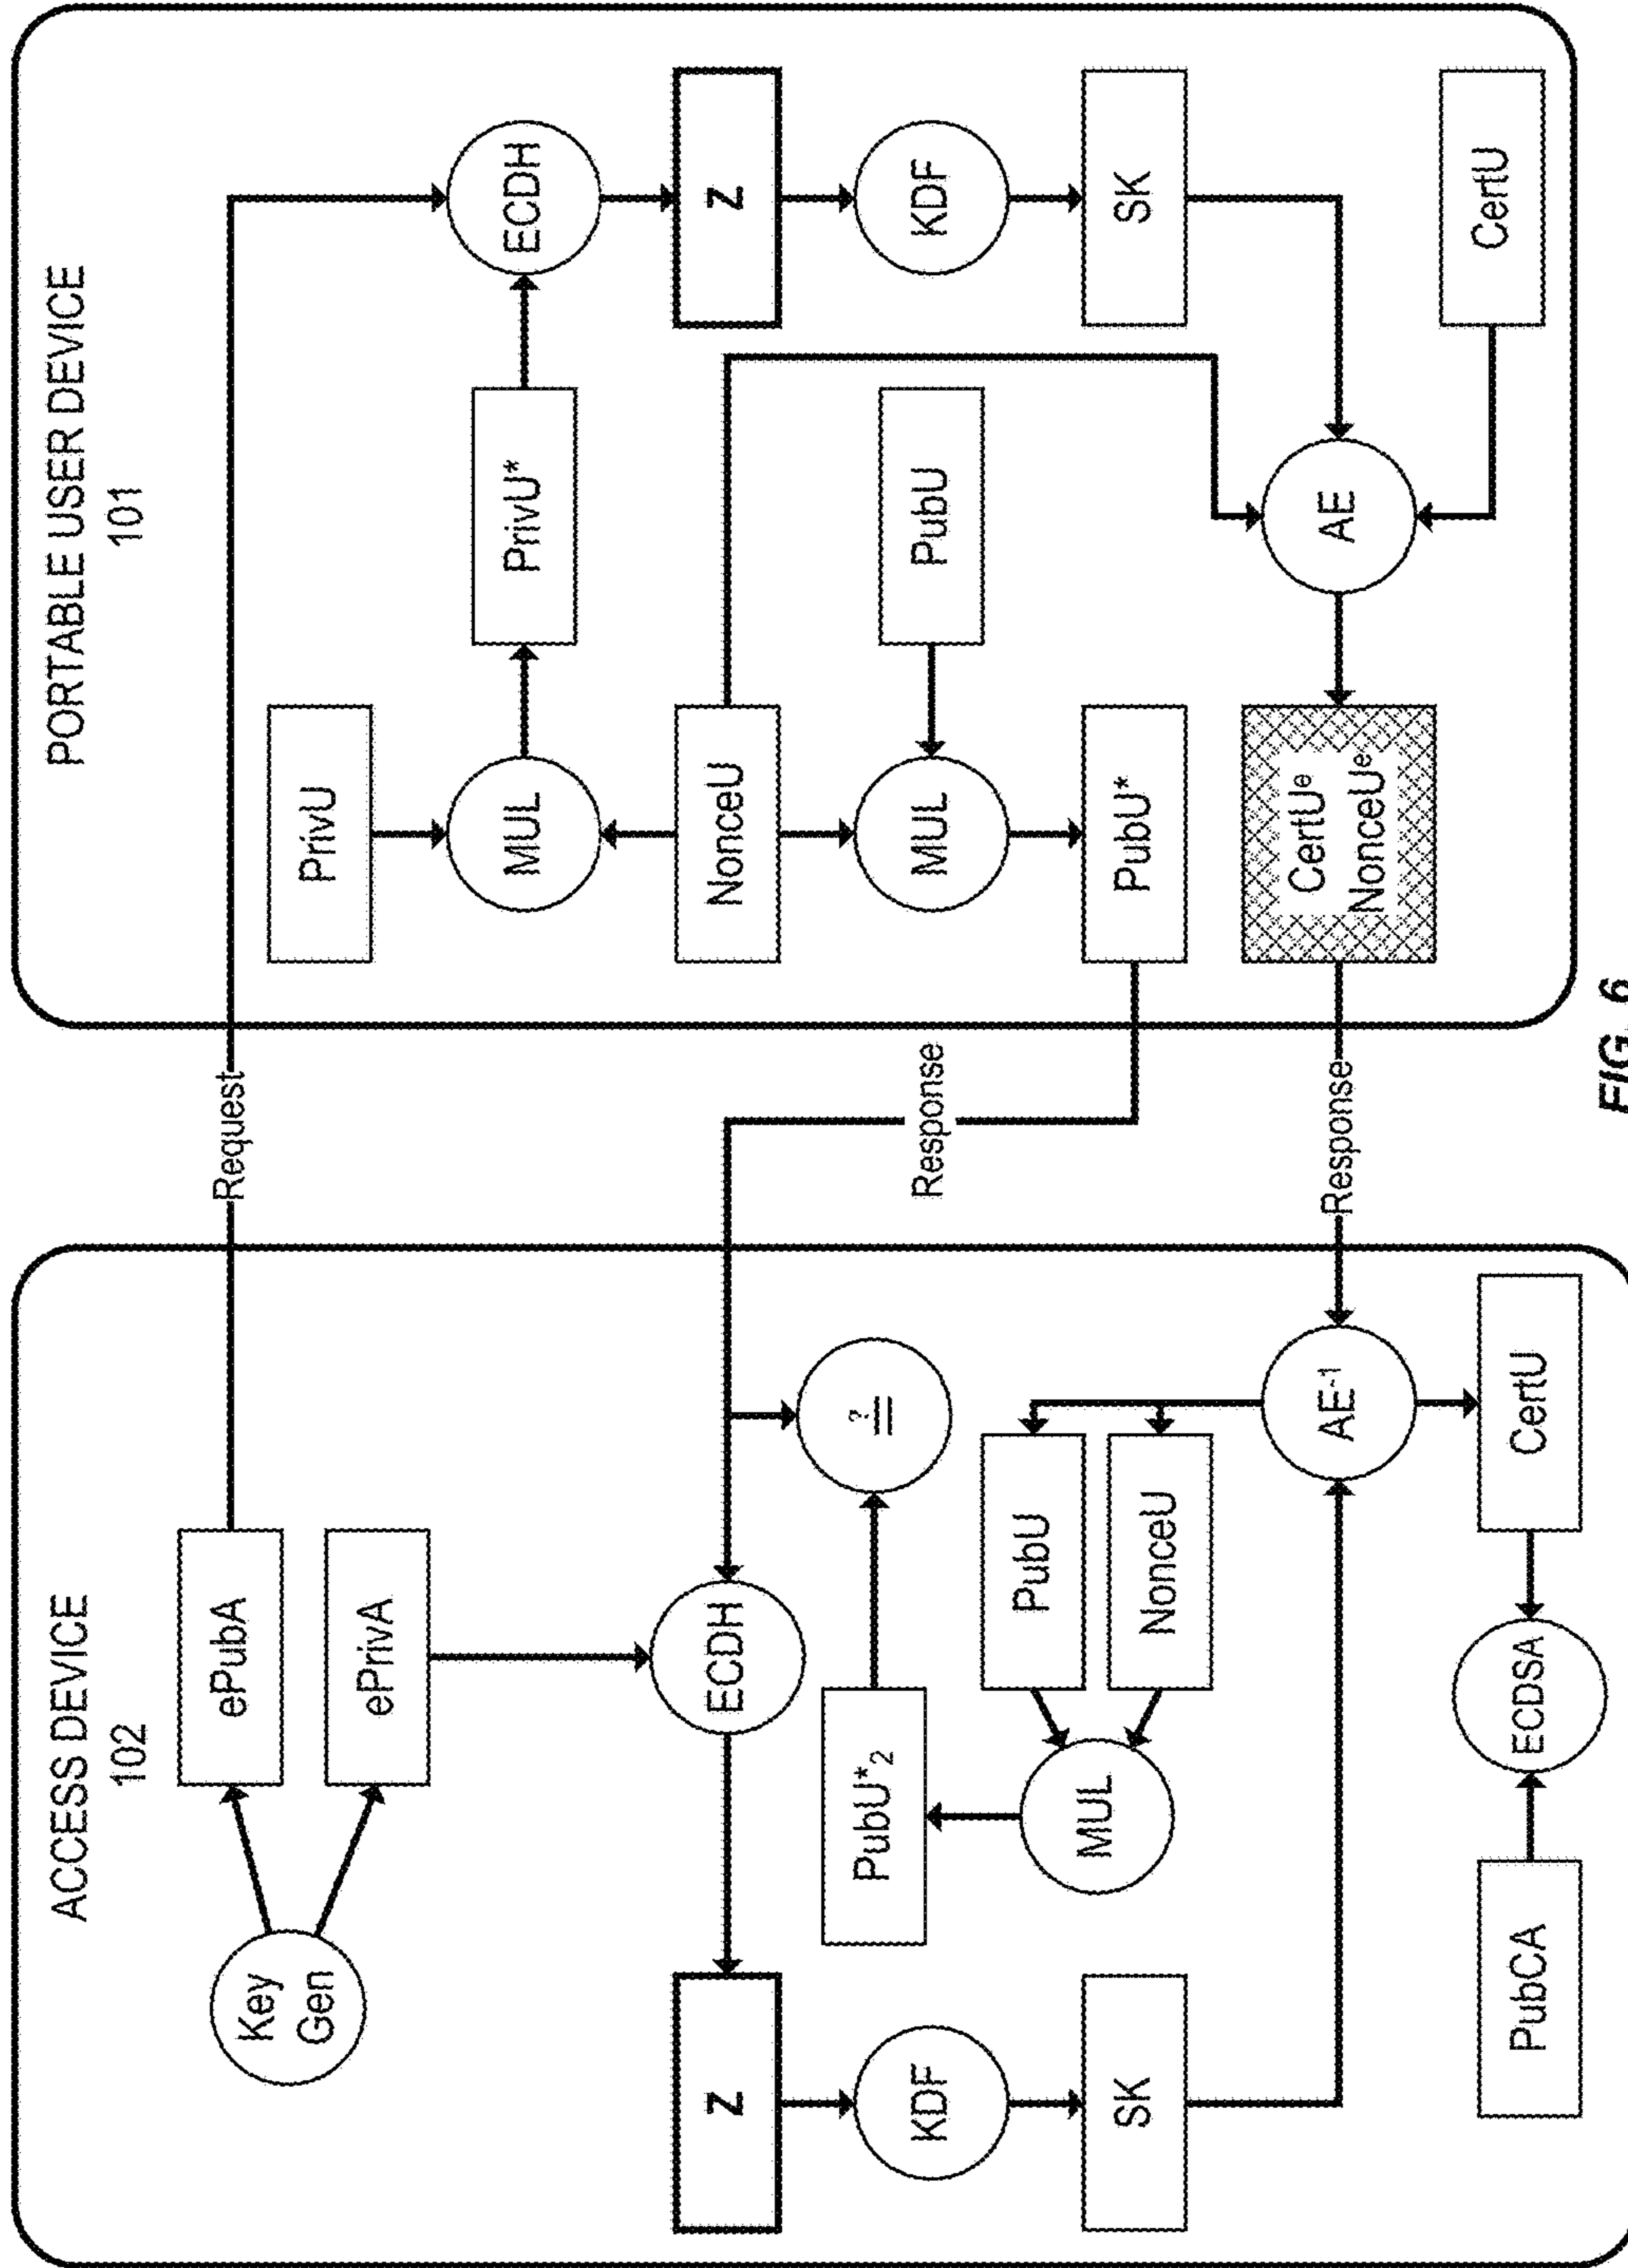 ACCESS DEVICE
102
Key
Gen
ePubA
ePrivA
Request
Z
ECDH
PubU*2
?
=
KDF
MUL
PubU
NonceU
Response
SK
AE-1
Response
PubCA
ECDSA
CertU
PORTABLE USER DEVICE
101
PrivU
MUL
PrivU*
ECDH
NonceU
Z
MUL
PubU
KDF
PubU*
SK
CertUe
NonceUe
AE
CertU
FIG. 6